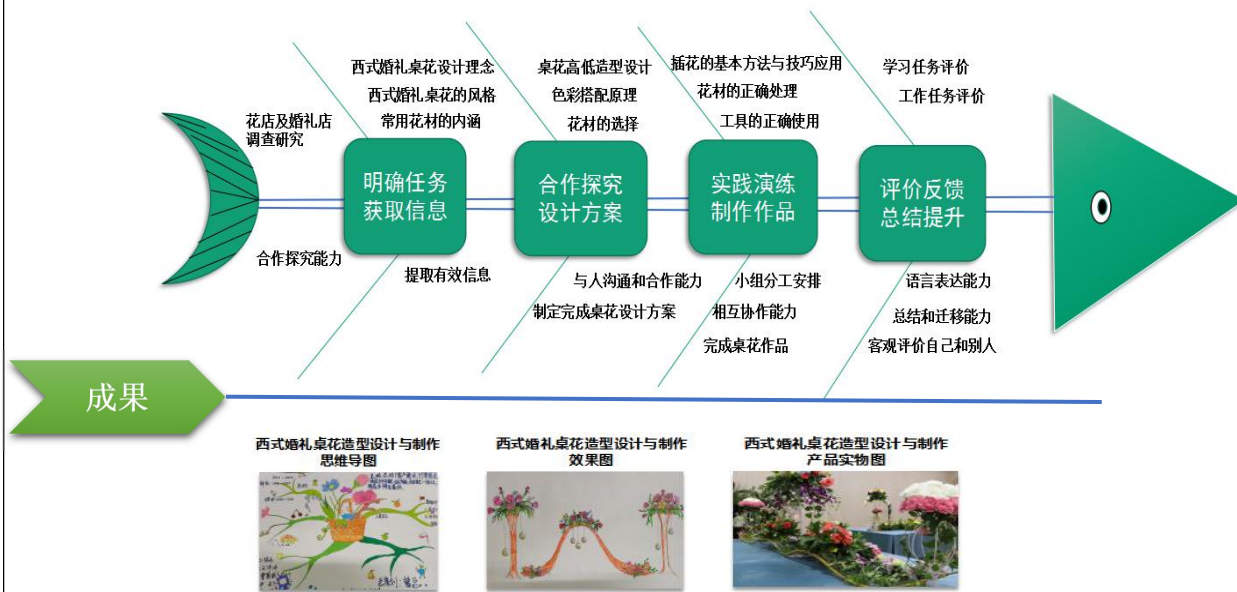 西式婚礼桌花设计理念
西式婚礼桌花的风格
常用花材的内涵
桌花高低造型设计
色彩搭配原理
花材的选择
插花的基本方法与技巧应用
花材的正确处理
工具的正确使用
学习任务评价
工作任务评价
花店及婚礼店
调查研究
明确任务
获取信息
合作探究
设计方案
实践演练
制作作品
评价反馈
总结提升
合作探究能力
提取有效信息
与人沟通和合作能力
制定完成桌花设计方案
小组分工安排
相互协作能力
完成桌花作品
语言表达能力
总结和迁移能力
客观评价自己和别人
成果
西式婚礼桌花造型设计与制作
思维导图
西式婚礼桌花造型设计与制作
效果图
西式婚礼桌花造型设计与制作
产品实物图